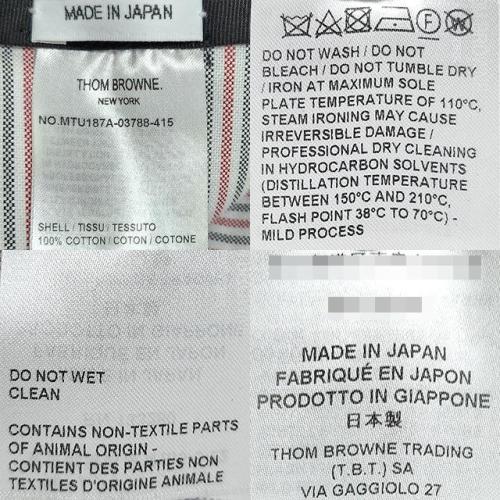 MADE IN JAPAN
THOM BROWNE.
NEW YORK
NO.MTU187A-03788-415
SHELL / TISSU / TESSUTO
100% COTTON / COTON / COTONE
F
W
DO NOT WASH / DO NOT
BLEACH / DO NOT TUMBLE DRY
/ IRON AT MAXIMUM SOLE
PLATE TEMPERATURE OF 110°C,
STEAM IRONING MAY CAUSE
IRREVERSIBLE DAMAGE /
PROFESSIONAL DRY CLEANING
IN HYDROCARBON SOLVENTS
(DISTILLATION TEMPERATURE
BETWEEN 150°C AND 210°C,
FLASH POINT 38°C TO 70°C) -
MILD PROCESS
DO NOT WET
CLEAN
CONTAINS NON-TEXTILE PARTS
OF ANIMAL ORIGIN -
CONTIENT DES PARTIES NON
TEXTILES D'ORIGINE ANIMALE
MADE IN JAPAN
FABRIQUÉ EN JAPON
PRODOTTO IN GIAPPONE
日本製
THOM BROWNE TRADING
(T.B.T.) SA
VIA GAGGIOLO 27